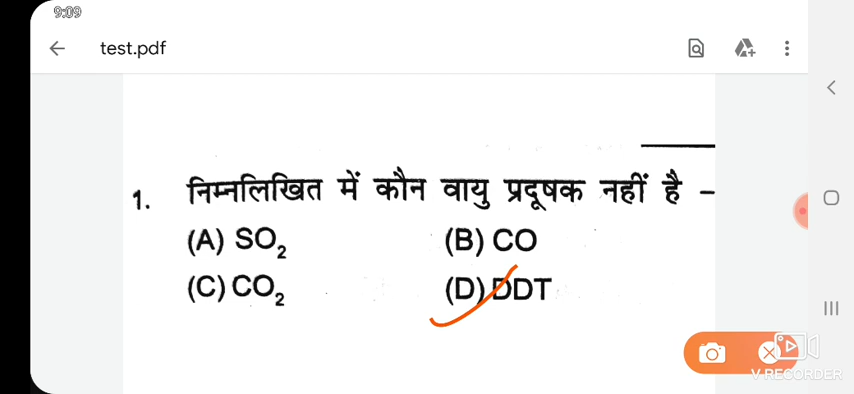 9:09
test.pdf
1. निम्नलिखित में कौन वायु प्रदूषक नहीं है –
(A) SO₂ (B) CO
(C) CO₂ (D) DDT
V RECORDER